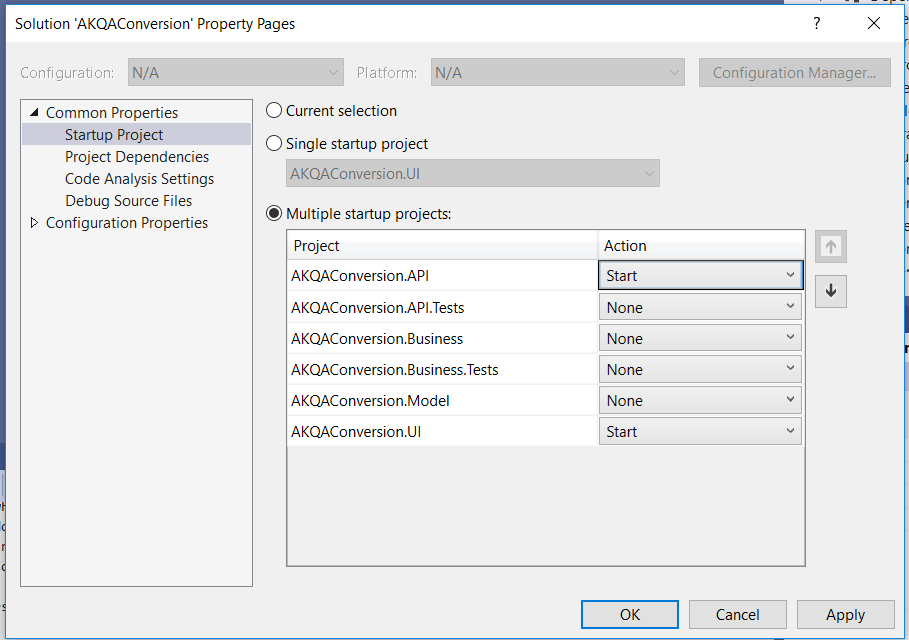 Solution 'AKQAConversion' Property Pages
?
Configuration: N/A Platform: N/A Configuration Manager...
Common Properties
Startup Project
Project Dependencies
Code Analysis Settings
Debug Source Files
Configuration Properties
Current selection
Single startup project
AKQAConversion.UI
Multiple startup projects:
Project Action
AKQAConversion.API Start
AKQAConversion.API.Tests None
AKQAConversion.Business None
AKQAConversion.Business.Tests None
AKQAConversion.Model None
AKQAConversion.UI Start
OK Cancel Apply